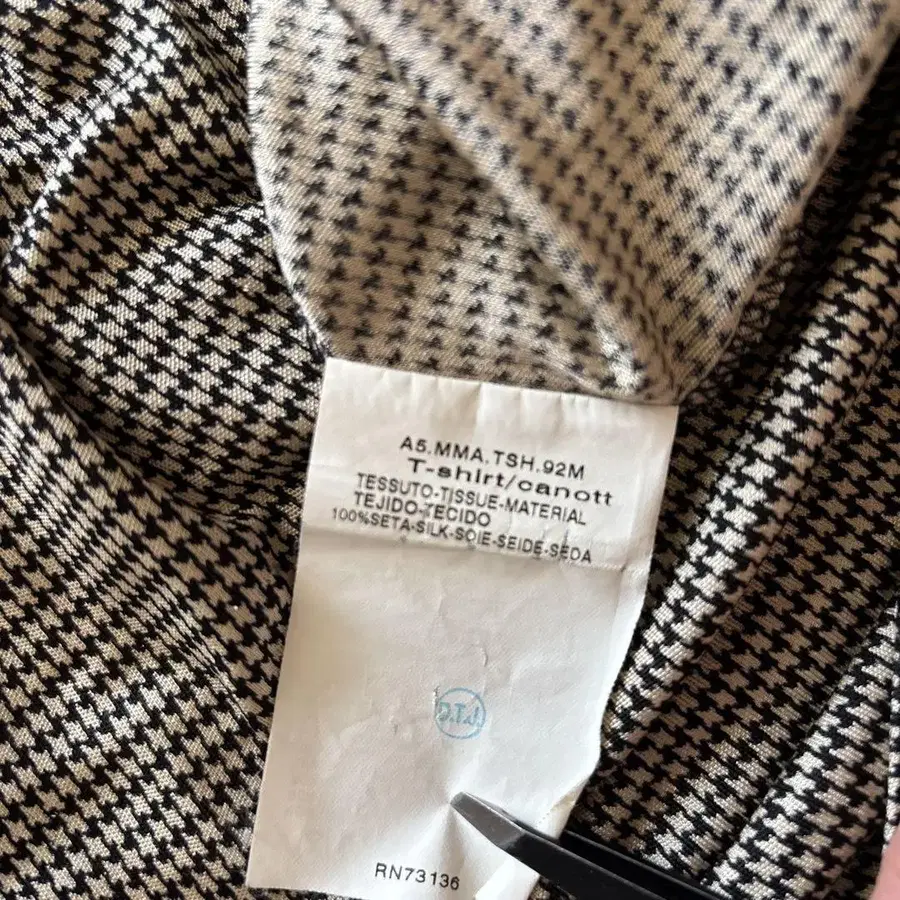 A5.MMA.TSH.92M
T-shirt/canott
TESSUTO-TISSUE-MATERIAL
TEJIDO-TECIDO
100%SETA-SILK-SOIE-SEIDE-SEDA
RN73136